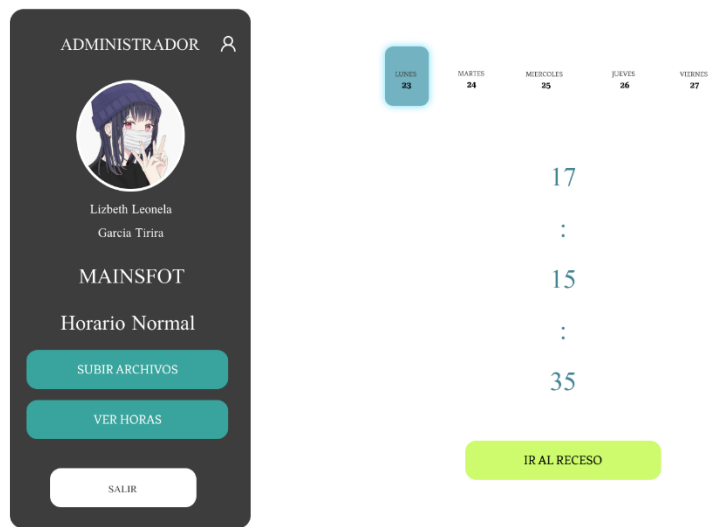 ADMINISTRADOR
Lizbeth Leonela
Garcia Tirira
MAINSFOT
Horario Normal
SUBIR ARCHIVOS
VER HORAS
SALIR
LUNES MARTES MIERCOLES JUEVES VIERNES
23 24 25 26 27
17
:
15
:
35
IR AL RECESO